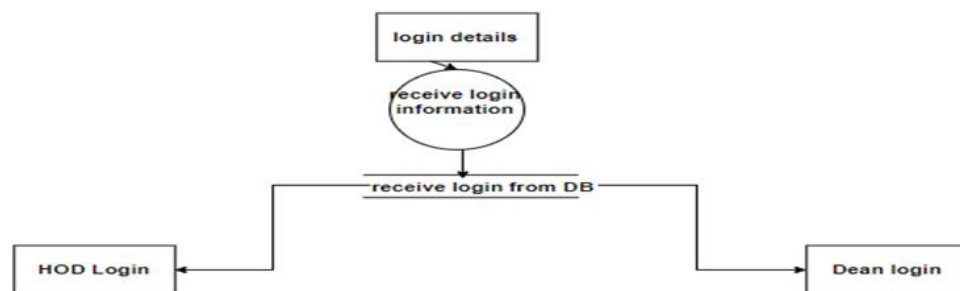 login details
receive login
information
receive login from DB
HOD Login
Dean login